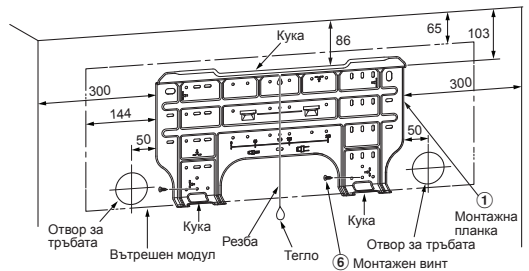 Кука
86
65
103
300
300
144
50
50
1
Отвор за
тръбата
Кука
Резба
Кука
Монтажна
планка
Вътрешен модул
Тегло
Отвор за
тръбата
6 Монтажен винт